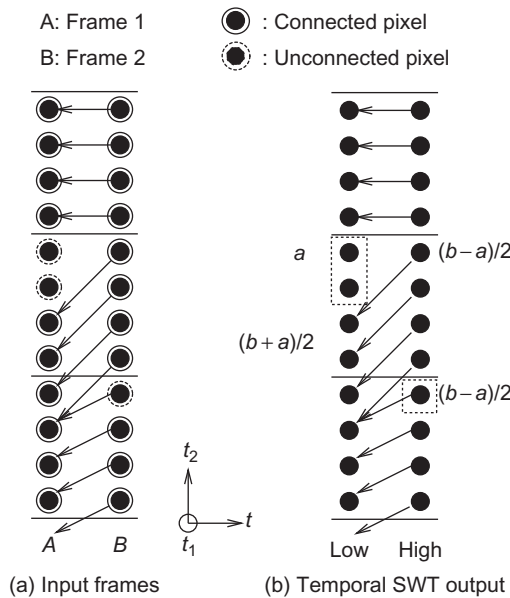 A: Frame 1
: Connected pixel
B: Frame 2
: Unconnected pixel
a
(b – a)/2
(b + a)/2
(b – a)/2
t₂
t
t₁
A
B
Low
High
(a) Input frames
(b) Temporal SWT output